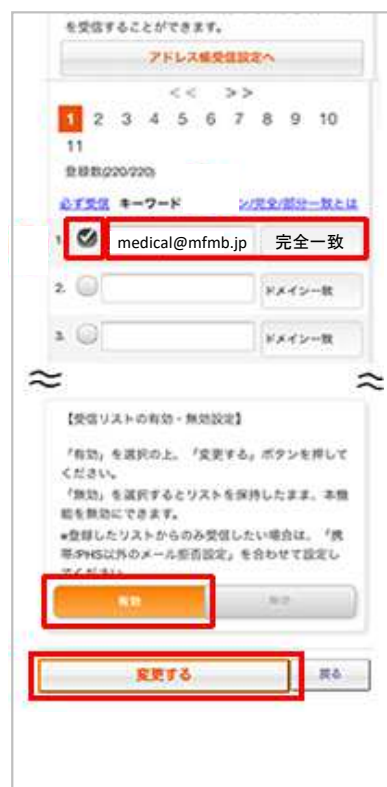 を受信することができます。
アドレス帳受信設定へ
<< >>
1 2 3 4 5 6 7 8 9 10
11
登録数(220/220)
必ず受信 キーワード ン/完全/部分一致とは
1. medical@mfmb.jp 完全一致
2. ドメイン一致
3. ドメイン一致
≈ ≈
【受信リストの有効・無効設定】
「有効」を選択の上、「変更する」ボタンを押して
ください。
「無効」を選択するとリストを保持したまま、本機
能を無効にできます。
※登録したリストからのみ受信したい場合は、「携
帯/PHS以外のメール拒否設定」を合わせて設定し
てください。
有効 無効
変更する 戻る